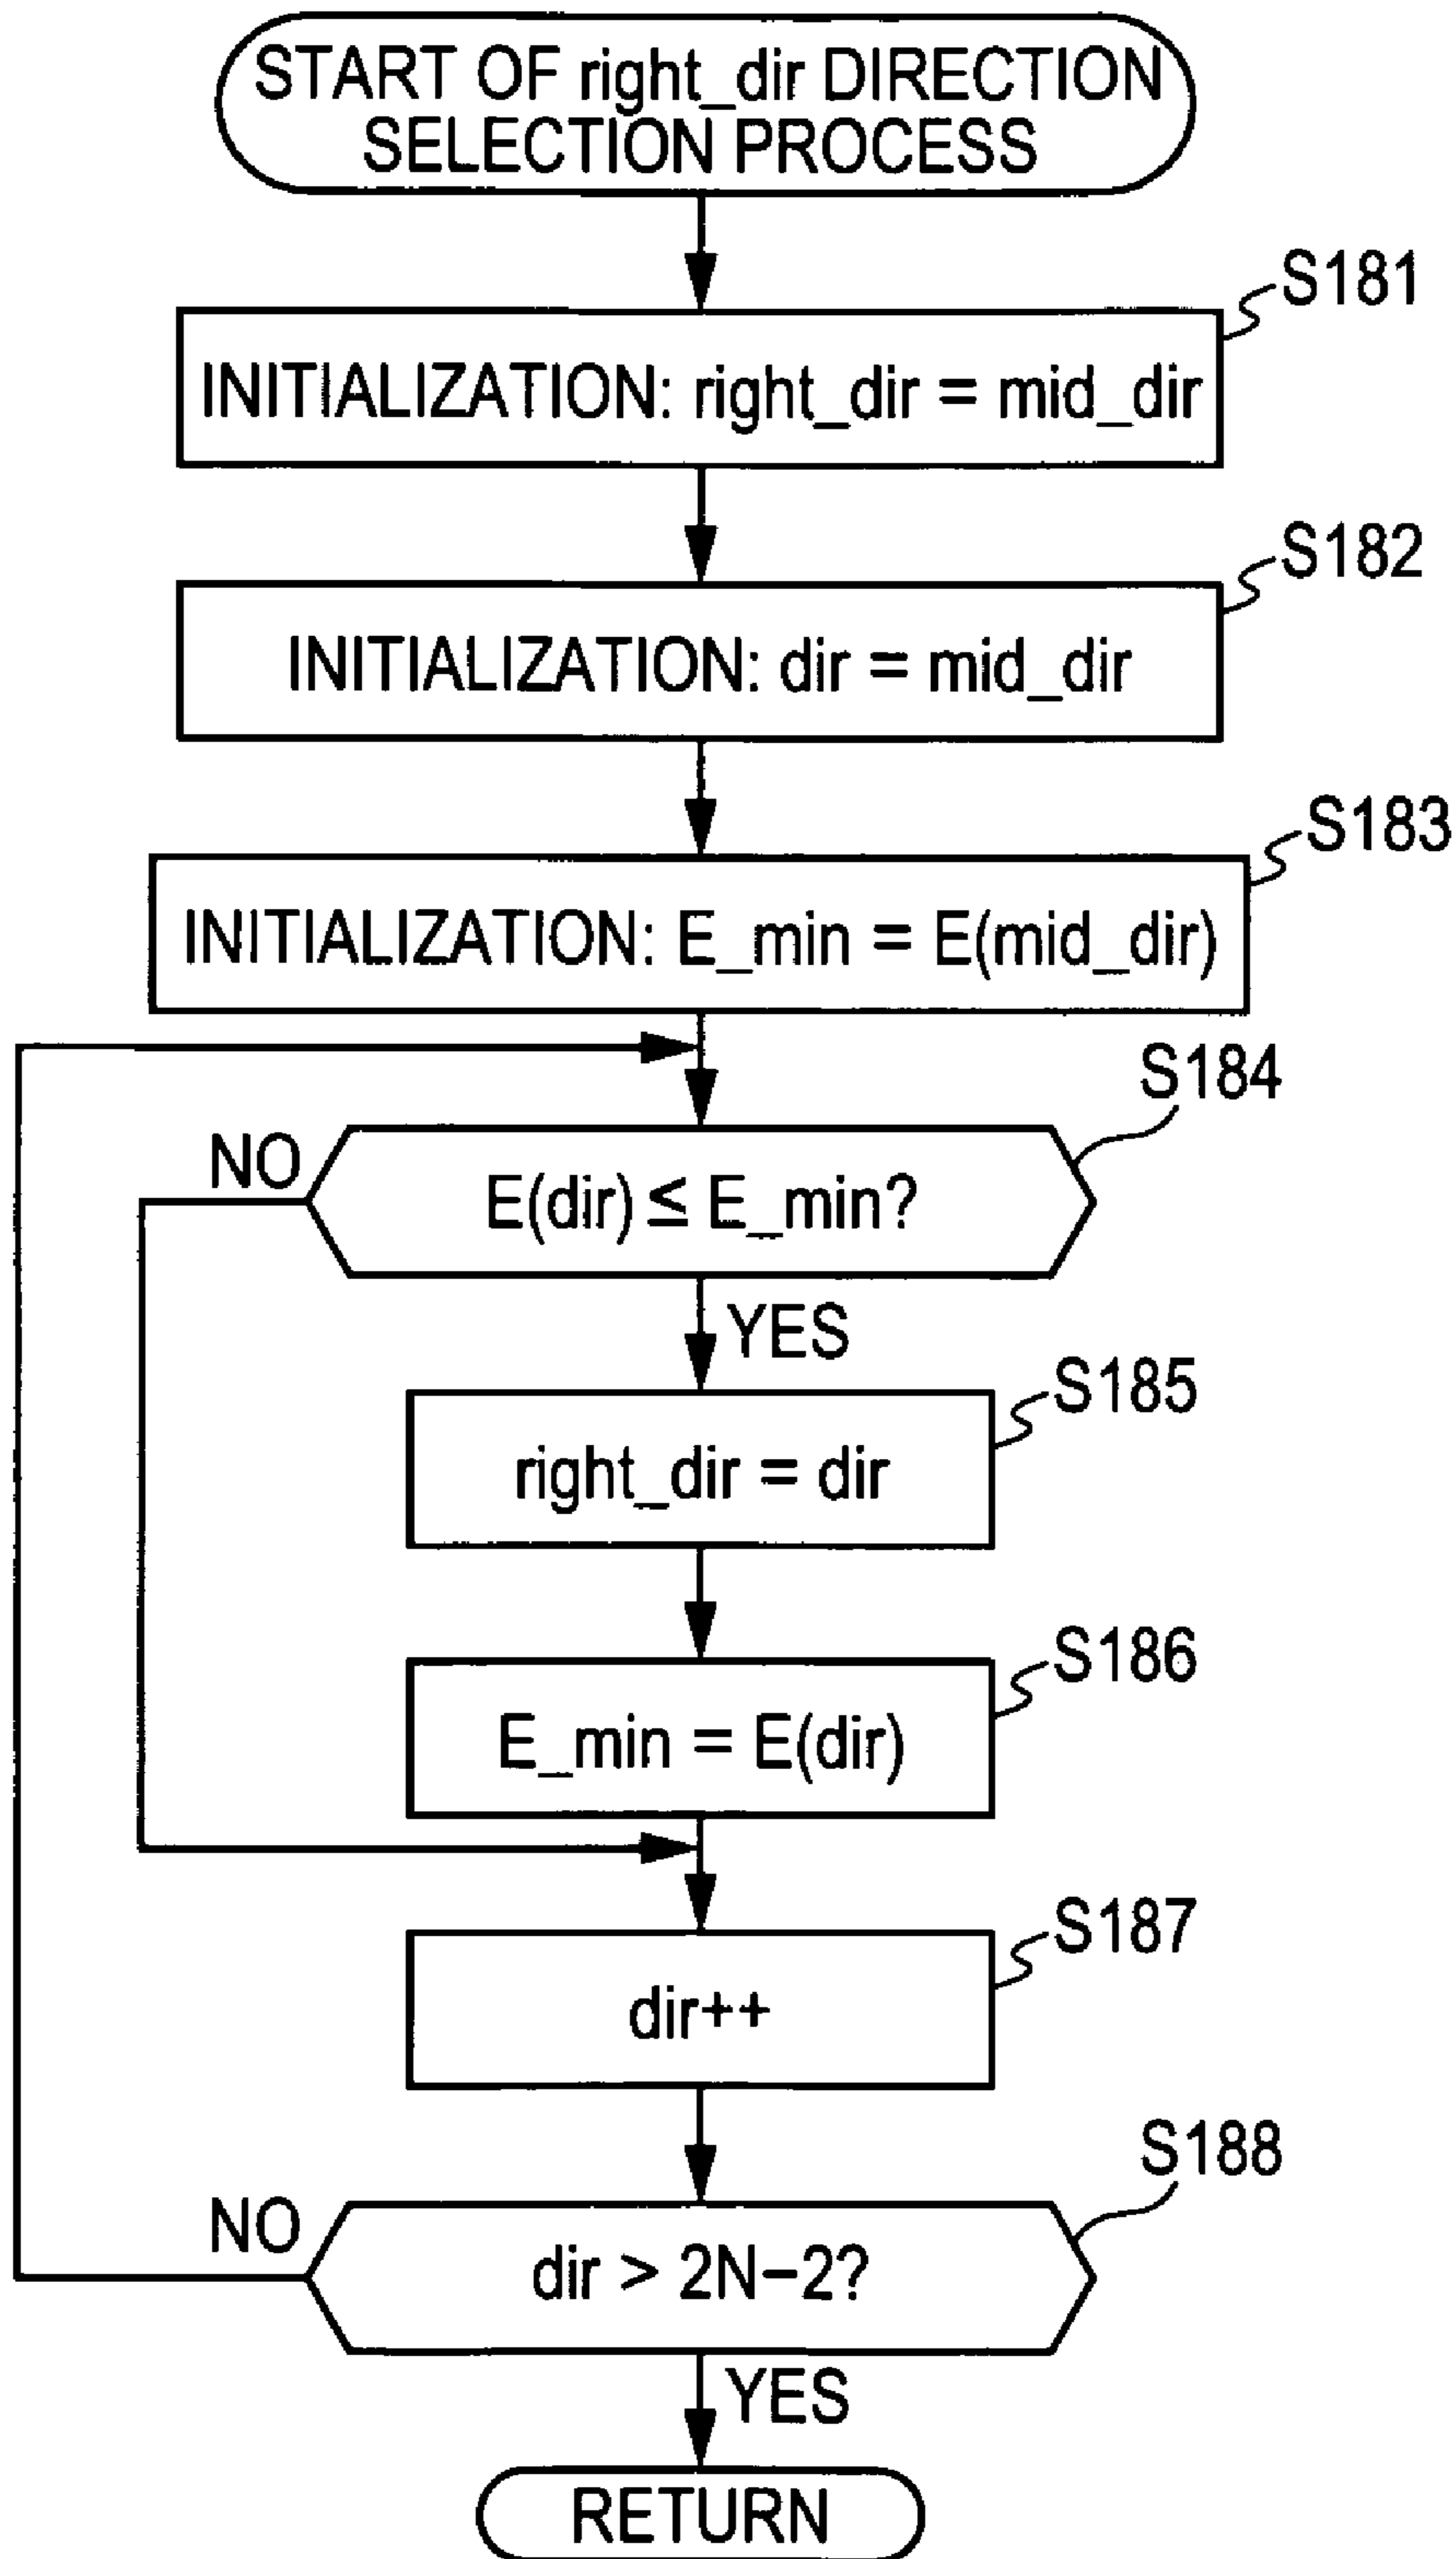 START OF right_dir DIRECTION
SELECTION PROCESS
S181
INITIALIZATION: right_dir = mid_dir
S182
INITIALIZATION: dir = mid_dir
S183
INITIALIZATION: E_min = E(mid_dir)
S184
NO
E(dir) ≤ E_min?
YES
S185
right_dir = dir
S186
E_min = E(dir)
S187
dir++
S188
NO
dir > 2N−2?
YES
RETURN